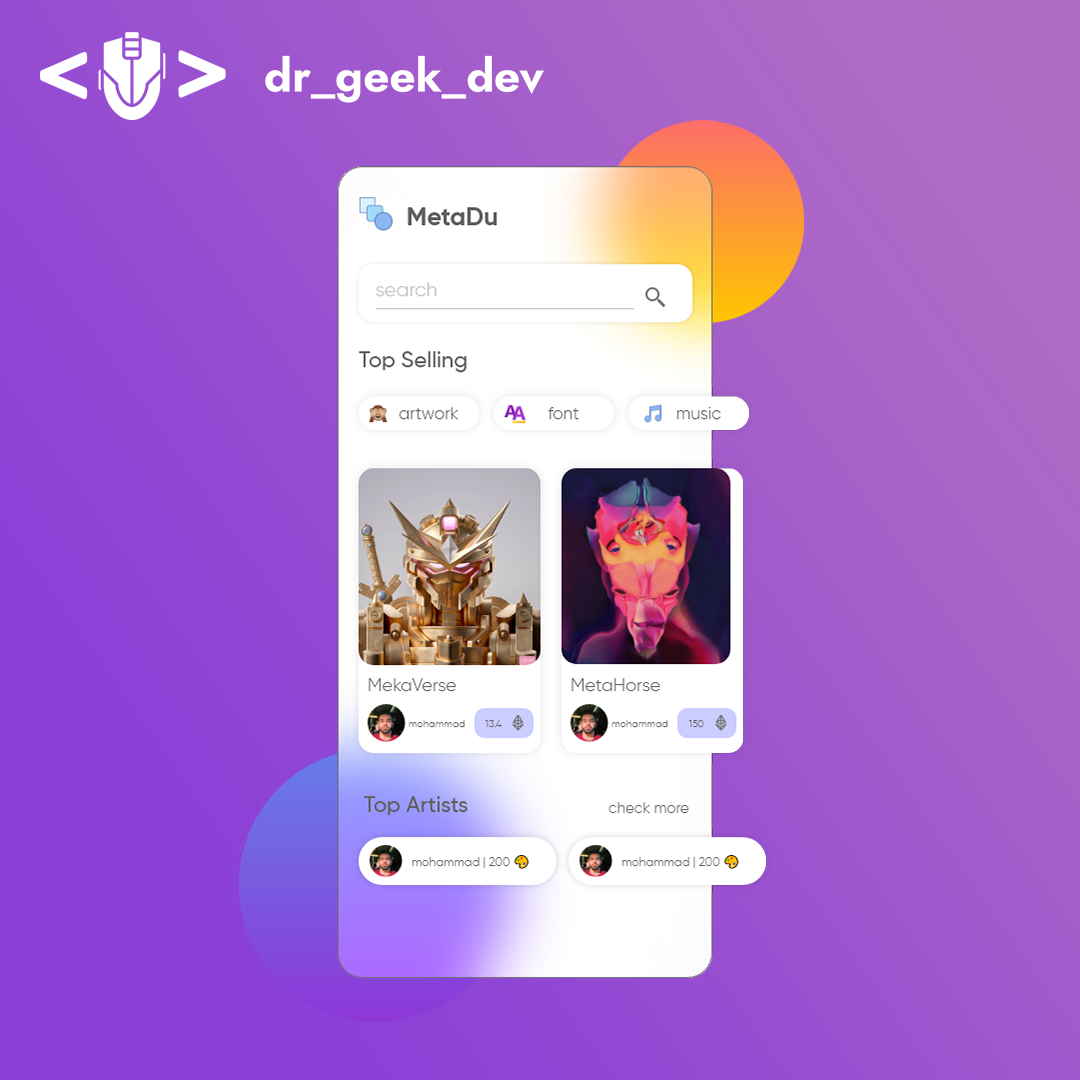 dr_geek_dev
MetaDu
search
Top Selling
artwork
font
music
MekaVerse
MetaHorse
mohammad
13.4
mohammad
150
Top Artists
check more
mohammad | 200
mohammad | 200